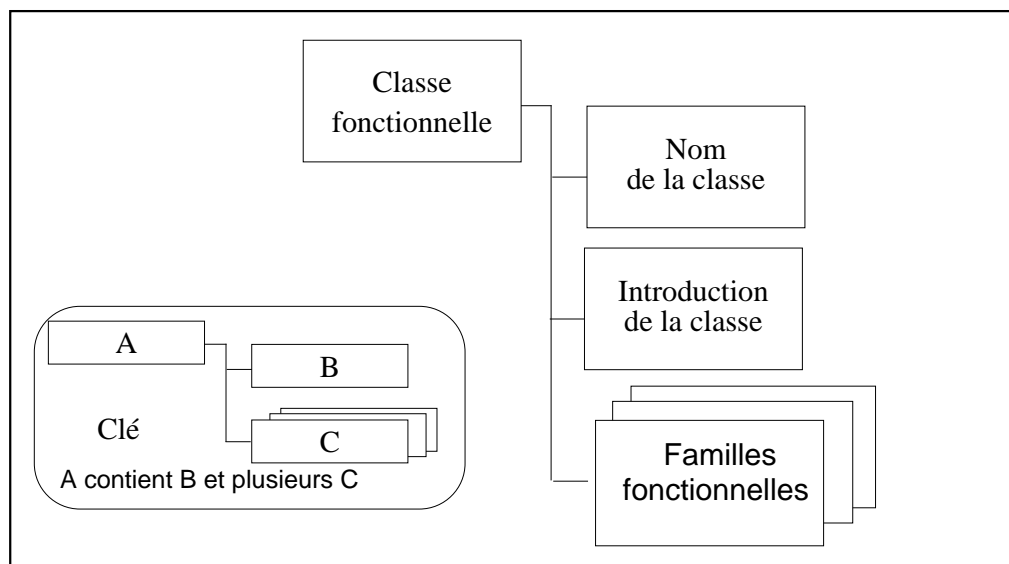 Classe
fonctionnelle
Nom
de la classe
Introduction
de la classe
Familles
fonctionnelles
A
B
C
Clé
A contient B et plusieurs C